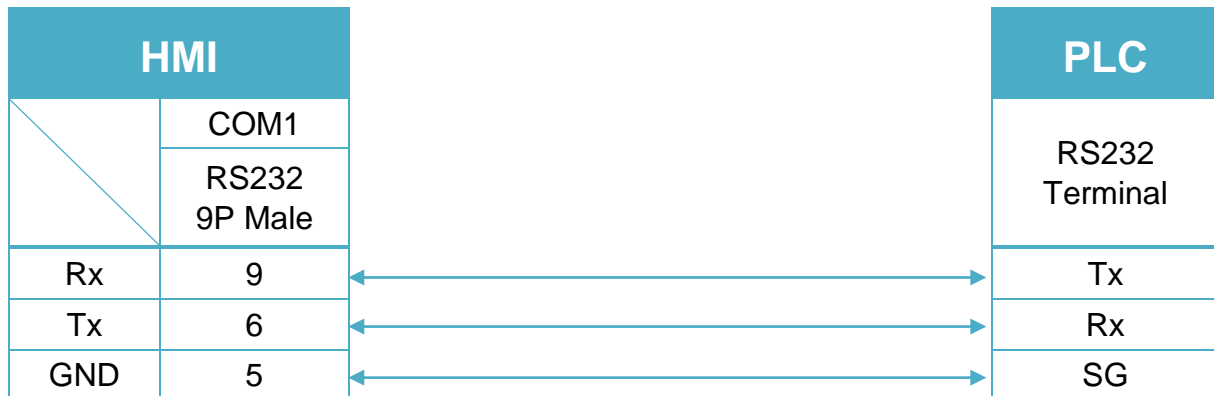 HMI PLC
COM1
RS232
9P Male
RS232
Terminal
Rx 9 Tx
Tx 6 Rx
GND 5 SG